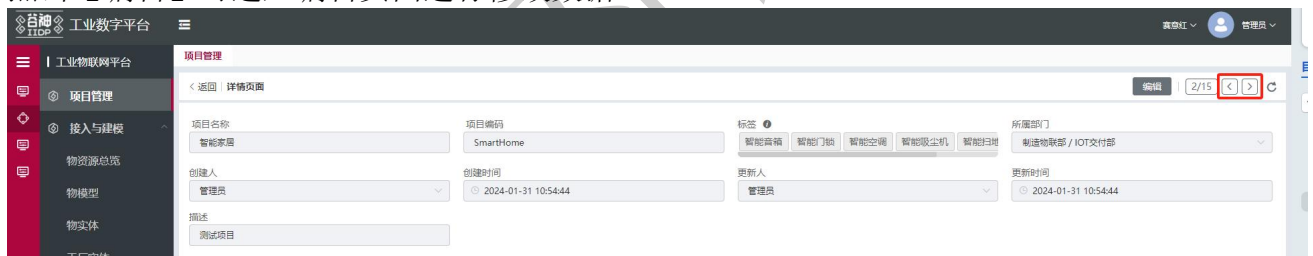 谷神 IIDP 工业数字平台
赛意红 管理员
工业物联网平台
项目管理
返回 详情页面
编辑 2/15
项目管理
接入与建模
物资源总览
物模型
物实体
项目名称 项目编码 标签 所属部门
智能家居 SmartHome 智能音箱 智能门锁 智能空调 智能吸尘机 智能扫地 制造物联部 / IOT交付部
创建人 创建时间 更新人 更新时间
管理员 2024-01-31 10:54:44 管理员 2024-01-31 10:54:44
描述
测试项目